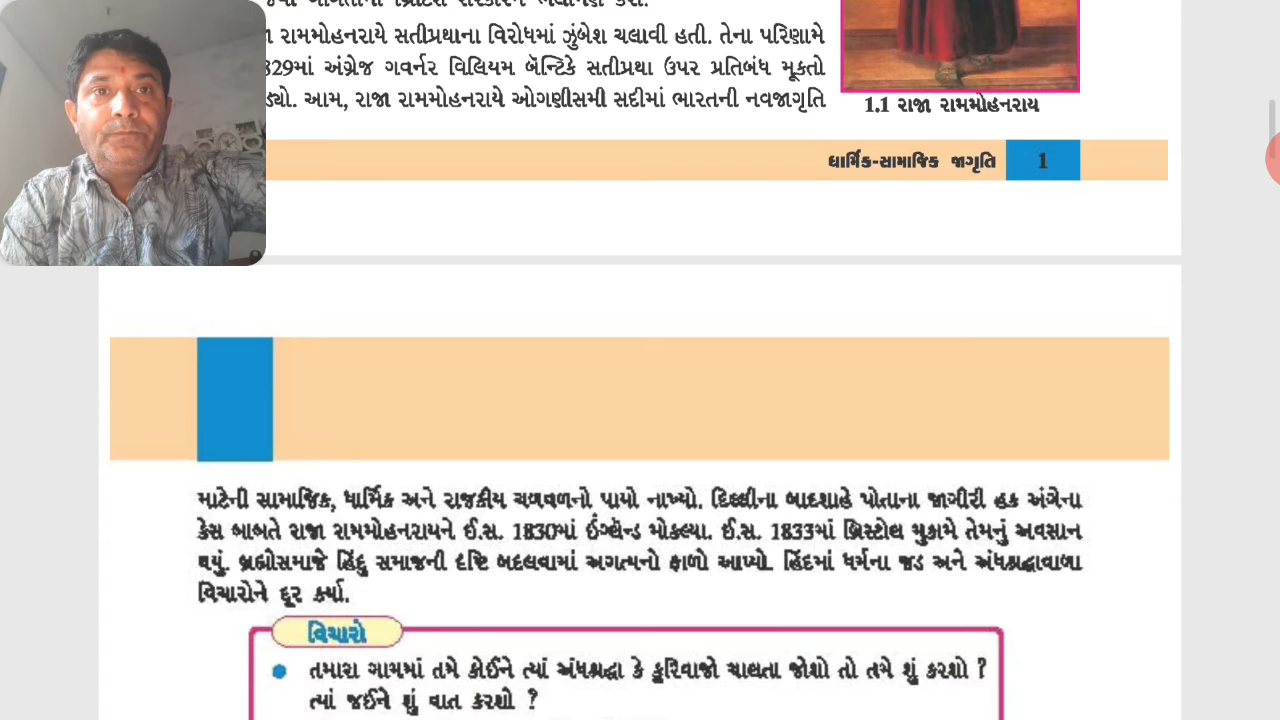 રામમોહનરાયે સતીપ્રથાના વિરોધમાં ઝુંબેશ ચલાવી હતી. તેના પરિણામે
829માં અંગ્રેજ ગવર્નર વિલિયમ બૅન્ટિકે સતીપ્રથા ઉપર પ્રતિબંધ મૂકતો
આમ, રાજા રામમોહનરાયે ઓગણીસમી સદીમાં ભારતની નવજાગૃતિ
1.1 રાજા રામમોહનરાય
ધાર્મિક-સામાજિક જાગૃતિ 1
માટેની સામાજિક, ધાર્મિક અને રાજકીય ચળવળનો પાયો નાખ્યો. દિલ્લીના બાદશાહે પોતાના જાગીરી હક અંગેના
કેસ બાબતે રાજા રામમોહનરાયને ઈ.સ. 1830માં ઇંગ્લૅન્ડ મોકલ્યા. ઈ.સ. 1833માં બ્રિસ્ટોલ મુકામે તેમનું અવસાન
થયું. બ્રહ્મોસમાજે હિંદુ સમાજની દૃષ્ટિ બદલવામાં અગત્યનો ફાળો આપ્યો. હિંદમાં ધર્મના જડ અને અંધશ્રદ્ધાવાળા
વિચારોને દૂર કર્યા.
વિચારો
● તમારા ગામમાં તમે કોઈને ત્યાં અંધશ્રદ્ધા કે કુરિવાજો ચાલતા જોશો તો તમે શું કરશો ?
ત્યાં જઈને શું વાત કરશો ?